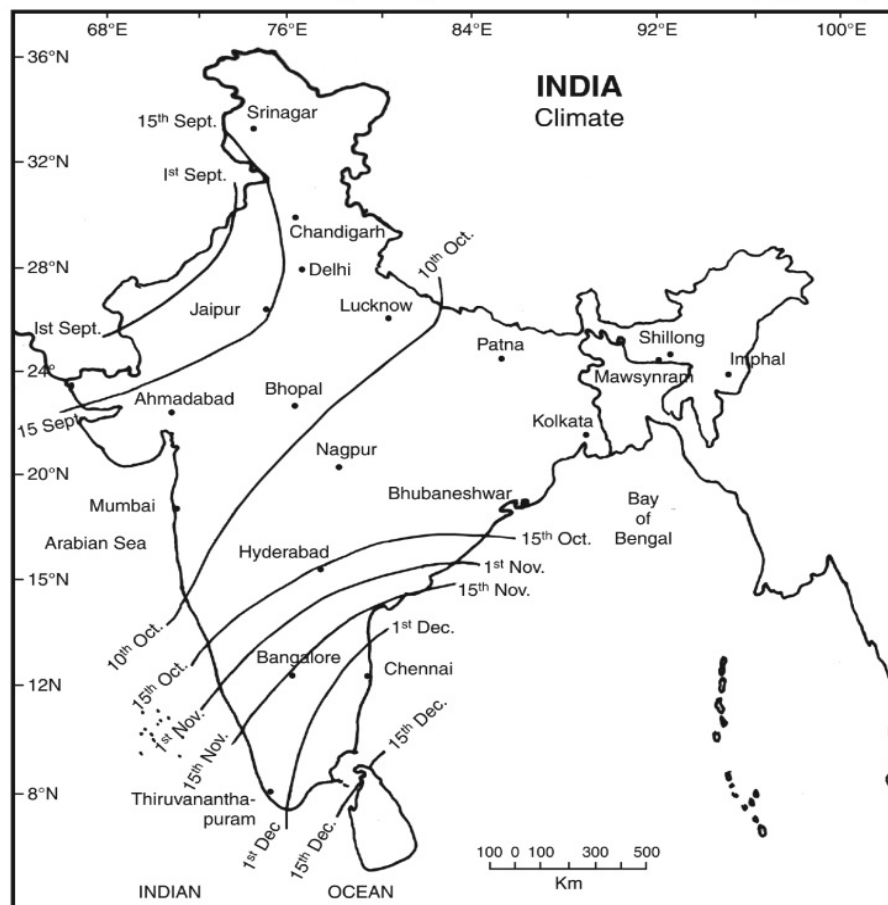 68°E 76°E 84°E 92°E 100°E
36°N
INDIA
Climate
Srinagar
15th Sept.
32°N
Ist Sept.
Chandigarh
10th Oct.
28°N
Delhi
Jaipur
Lucknow
Ist Sept.
Patna
Shillong
24°N
Mawsynram
Imphal
15 Sept.
Ahmadabad
Bhopal
Kolkata
Nagpur
20°N
Bhubaneshwar
Mumbai
Bay
of
Bengal
Arabian Sea
Hyderabad
15th Oct.
1st Nov.
15°N
15th Nov.
10th Oct.
15th Oct.
1st Dec.
Bangalore
Chennai
12°N
1st Nov.
15th Nov.
15th Dec.
8°N
Thiruvanantha-
puram
1st Dec
15th Dec.
100 0 100 300 500
Km
INDIAN OCEAN